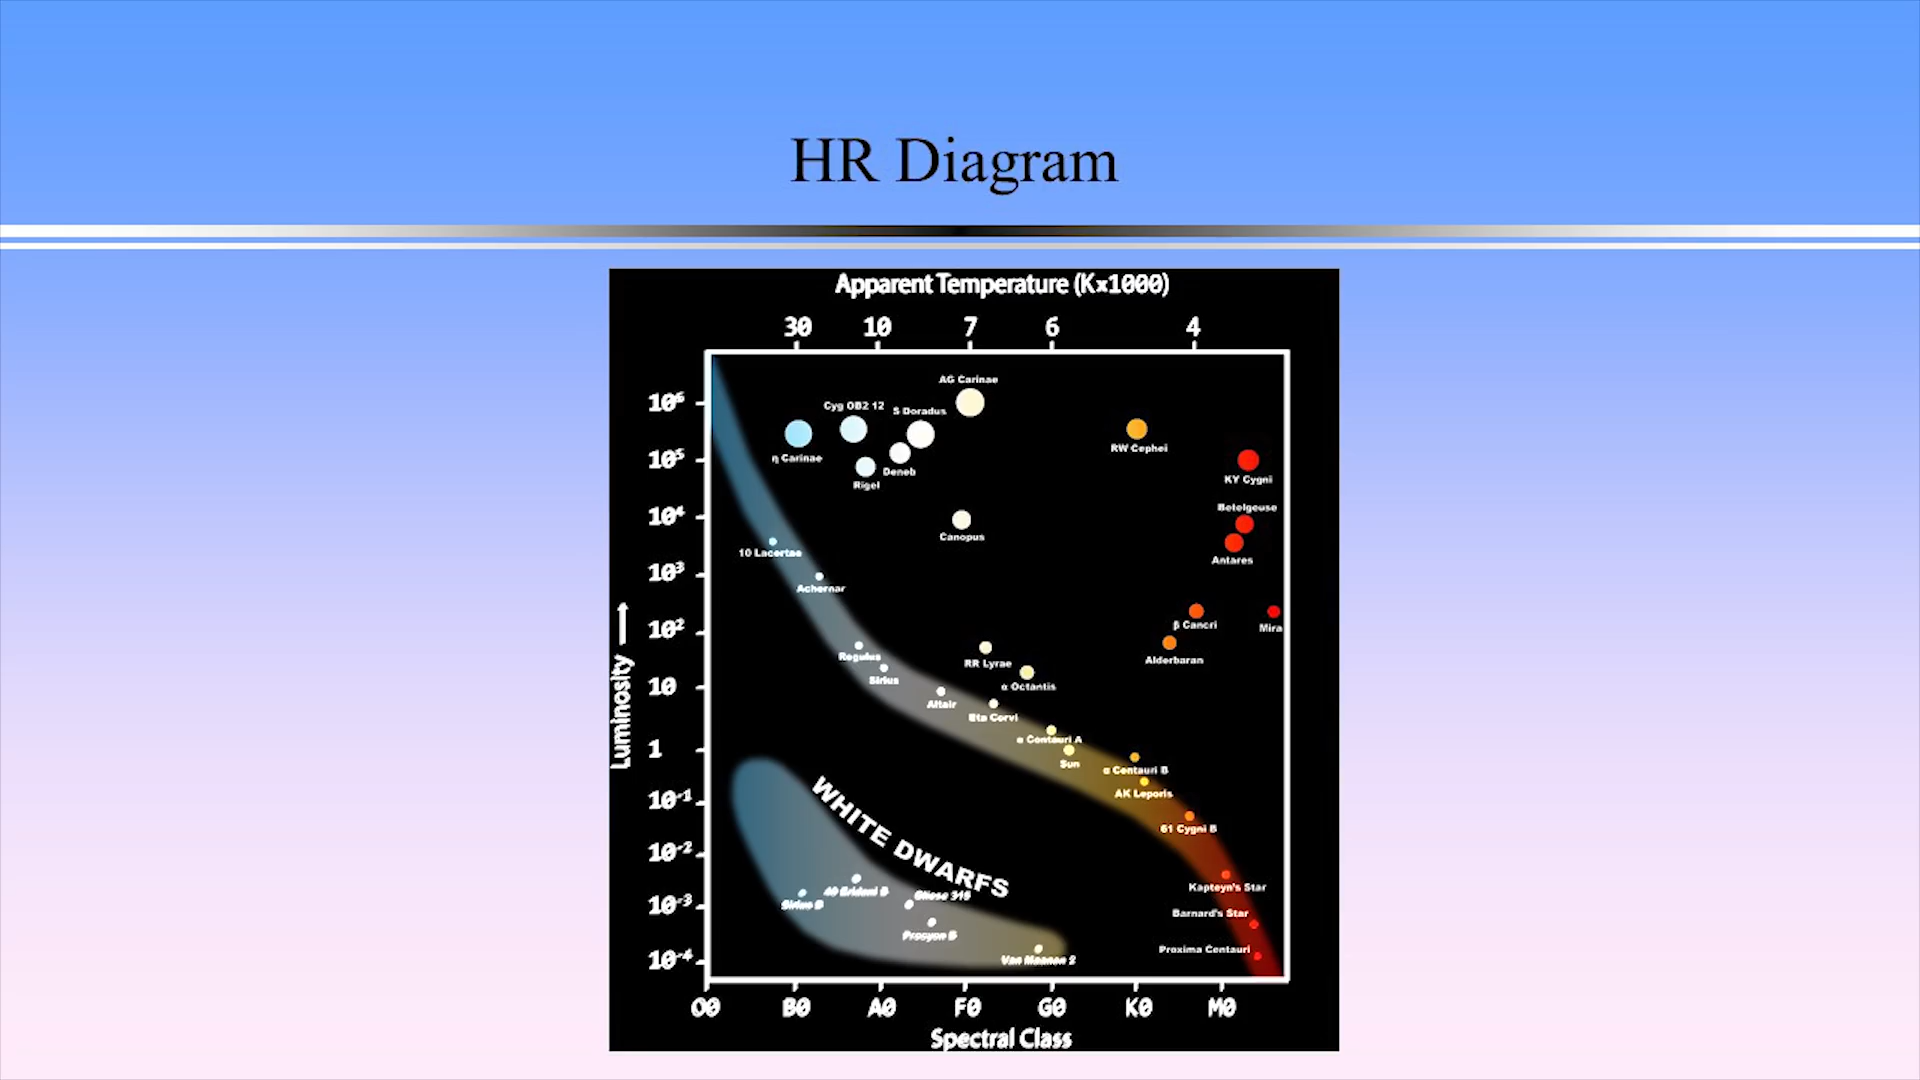 HR Diagram
Apparent Temperature (Kx1000)
30 10 7 6 4
AG Carinae
10⁶
Cyg OB2 12
S Doradus
η Carinae
RW Cephei
10⁵
Deneb
Rigel
KY Cygni
10⁴
Betelgeuse
Canopus
10 Lacertae
Antares
10³
Achernar
10²
β Cancri
Mira
Regulus
RR Lyrae
Alderbaran
Sirius
10
α Octantis
Altair
Eta Corvi
Luminosity
α Centauri A
1
Sun
α Centauri B
AK Leporis
10⁻¹
WHITE DWARFS
61 Cygni B
10⁻²
40 Eridani B
Kapteyn's Star
Sirius B
10⁻³
Barnard's Star
Procyon B
Proxima Centauri
10⁻⁴
Van Maanen 2
O0 B0 A0 F0 G0 K0 M0
Spectral Class